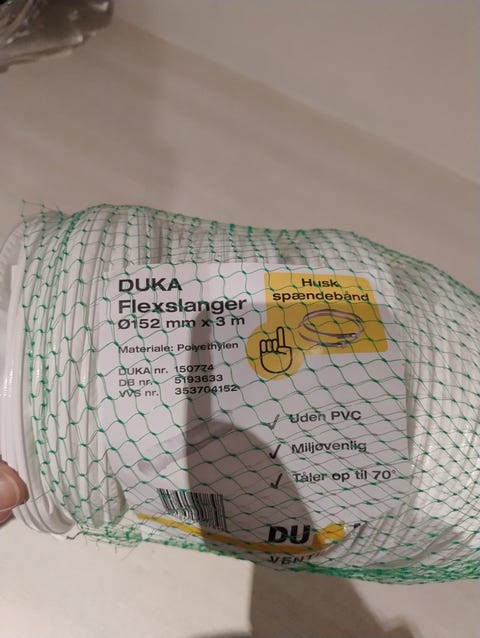 DUKA
Flexslanger
Ø152 mm x 3 m
Materiale: Polyethylen
DUKA nr. 150774
DB nr. 5193633
VVS nr. 353704152
Husk
spændebånd
Uden PVC
Miljøvenlig
Tåler op til 70°